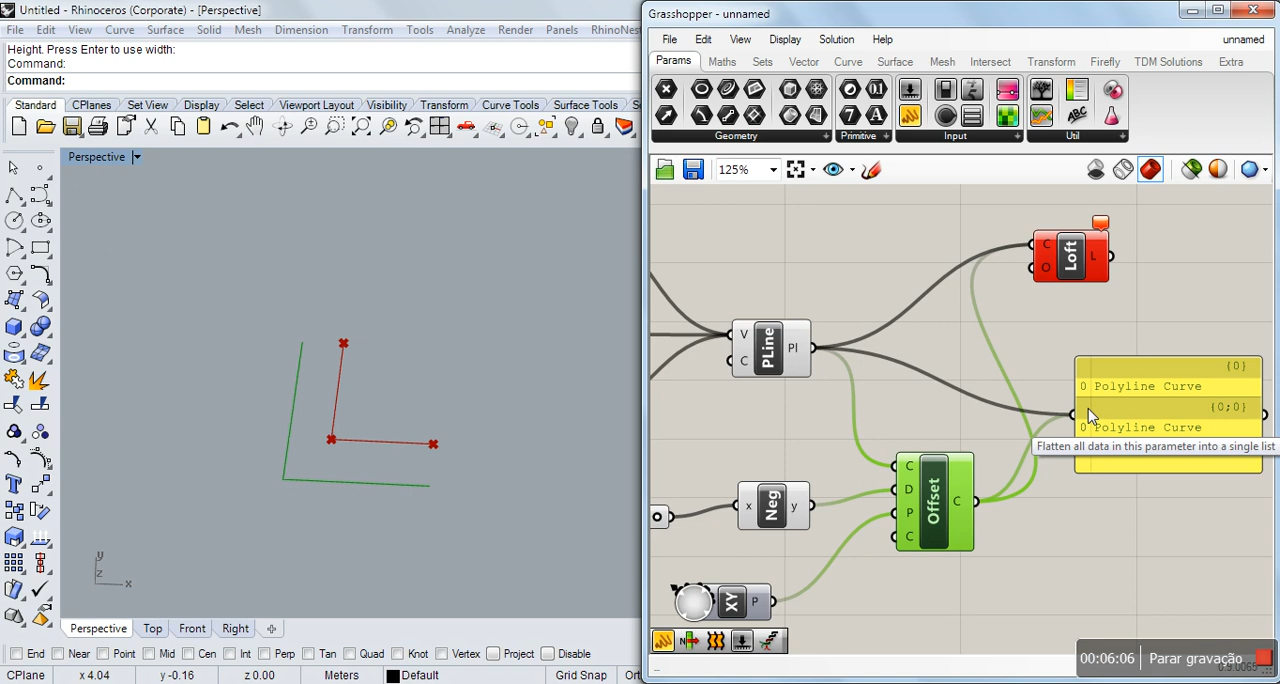 Untitled - Rhinoceros (Corporate) - [Perspective]
File Edit View Curve Surface Solid Mesh Dimension Transform Tools Analyze Render Panels RhinoNest
Height. Press Enter to use width:
Command:
Command:
Standard CPlanes Set View Display Select Viewport Layout Visibility Transform Curve Tools Surface Tools
Perspective
y
z x
Perspective Top Front Right
End Near Point Mid Cen Int Perp Tan Quad Knot Vertex Project Disable
CPlane x 4.04 y -0.16 z 0.00 Meters Default Grid Snap Ort
Grasshopper - unnamed
File Edit View Display Solution Help unnamed
Params Maths Sets Vector Curve Surface Mesh Intersect Transform Firefly TDM Solutions Extra
Geometry Primitive Input Util
125%
C Loft L
O
V PLine Pl
C
{0}
0 Polyline Curve
{0;0}
0 Polyline Curve
Flatten all data in this parameter into a single list
C Offset C
D
P
C
x Neg y
XY P
00:06:06 Parar gravação
0.9.0065